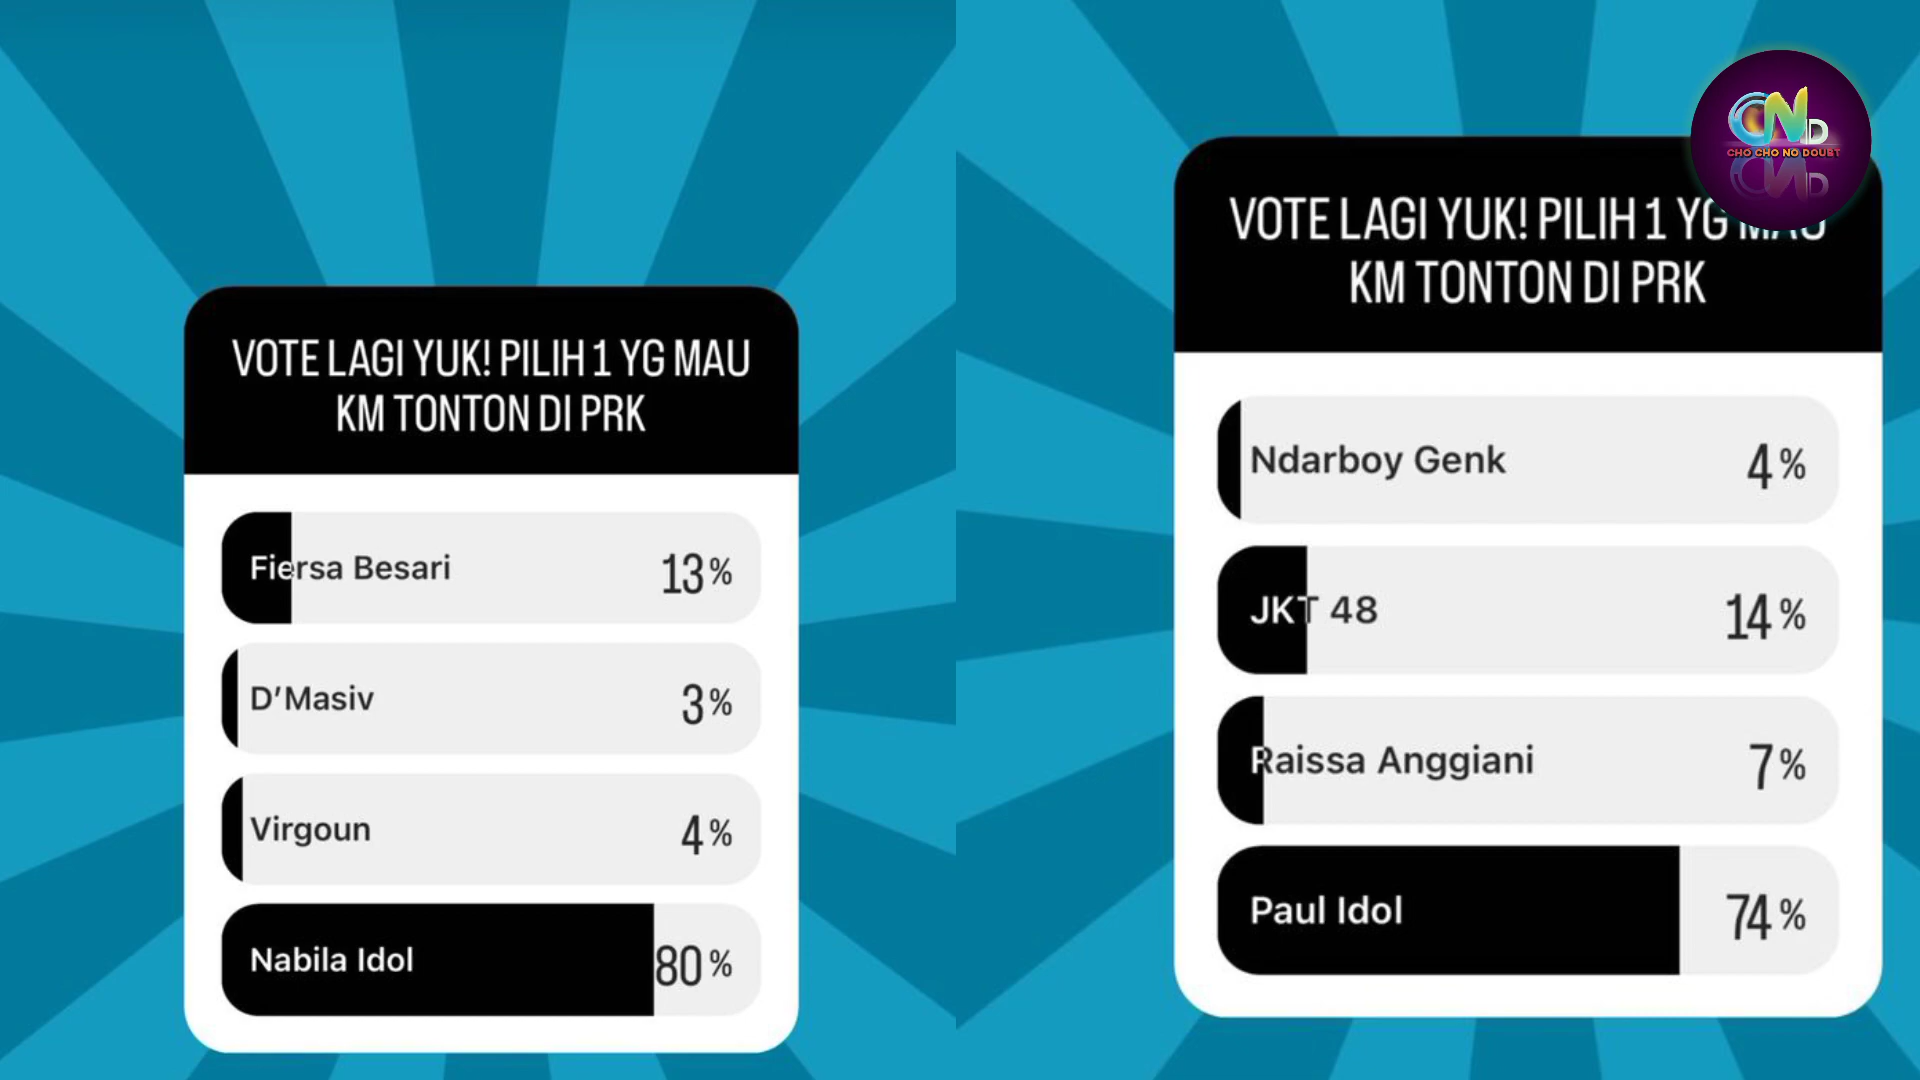 VOTE LAGI YUK! PILIH 1 YG MAU
KM TONTON DI PRK
Fiersa Besari 13%
D'Masiv 3%
Virgoun 4%
Nabila Idol 80%
CND
CHO CHO NO DOUBT
VOTE LAGI YUK! PILIH 1 YG MAU
KM TONTON DI PRK
Ndarboy Genk 4%
JKT 48 14%
Raissa Anggiani 7%
Paul Idol 74%